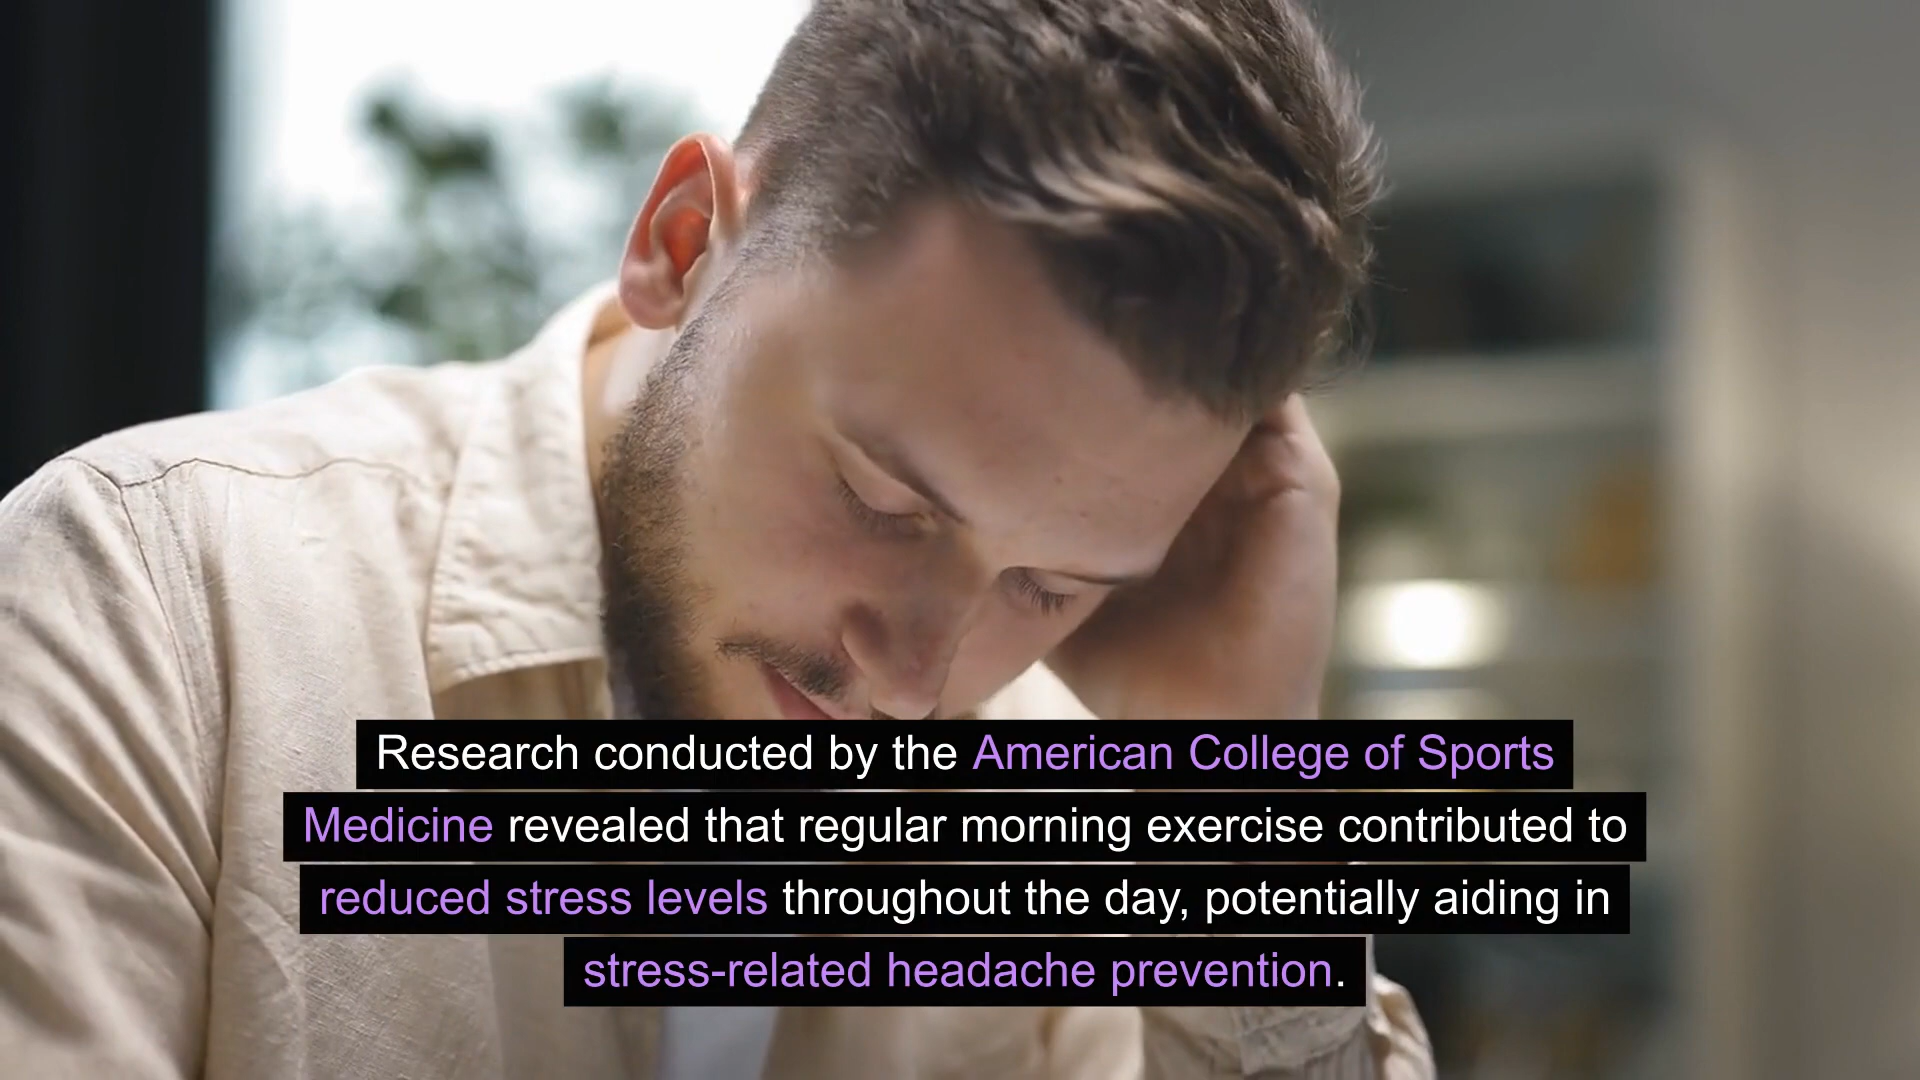 Research conducted by the American College of Sports
Medicine revealed that regular morning exercise contributed to
reduced stress levels throughout the day, potentially aiding in
stress-related headache prevention.